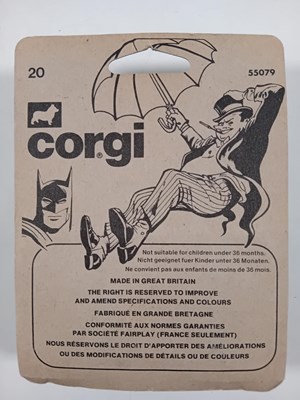 20
55079
corgi®
Not suitable for children under 36 months.
Nicht geeignet fuer Kinder unter 36 Monaten.
Ne convient pas aux enfants de moins de 36 mois.
MADE IN GREAT BRITAIN
THE RIGHT IS RESERVED TO IMPROVE
AND AMEND SPECIFICATIONS AND COLOURS
FABRIQUE EN GRANDE BRETAGNE
CONFORMITÉ AUX NORMES GARANTIES
PAR SOCIÉTÉ FAIRPLAY (FRANCE SEULEMENT)
NOUS RÉSERVONS LE DROIT D'APPORTER DES AMÉLIORATIONS
OU DES MODIFICATIONS DE DÉTAILS OU DE COULEURS